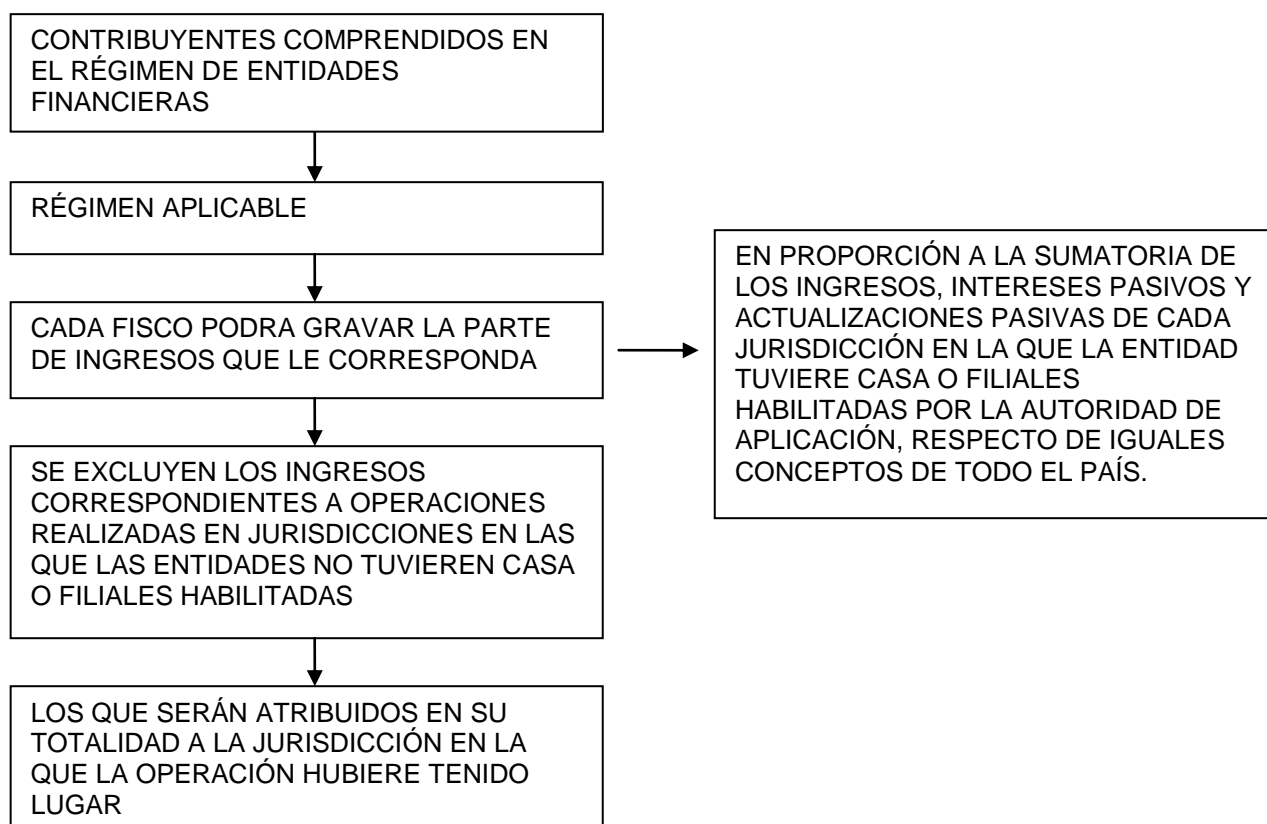 CONTRIBUYENTES COMPRENDIDOS EN
EL RÉGIMEN DE ENTIDADES
FINANCIERAS
RÉGIMEN APLICABLE
CADA FISCO PODRA GRAVAR LA PARTE
DE INGRESOS QUE LE CORRESPONDA
EN PROPORCIÓN A LA SUMATORIA DE
LOS INGRESOS, INTERESES PASIVOS Y
ACTUALIZACIONES PASIVAS DE CADA
JURISDICCIÓN EN LA QUE LA ENTIDAD
TUVIERE CASA O FILIALES
HABILITADAS POR LA AUTORIDAD DE
APLICACIÓN, RESPECTO DE IGUALES
CONCEPTOS DE TODO EL PAÍS.
SE EXCLUYEN LOS INGRESOS
CORRESPONDIENTES A OPERACIONES
REALIZADAS EN JURISDICCIONES EN LAS
QUE LAS ENTIDADES NO TUVIEREN CASA
O FILIALES HABILITADAS
LOS QUE SERÁN ATRIBUIDOS EN SU
TOTALIDAD A LA JURISDICCIÓN EN LA
QUE LA OPERACIÓN HUBIERE TENIDO
LUGAR